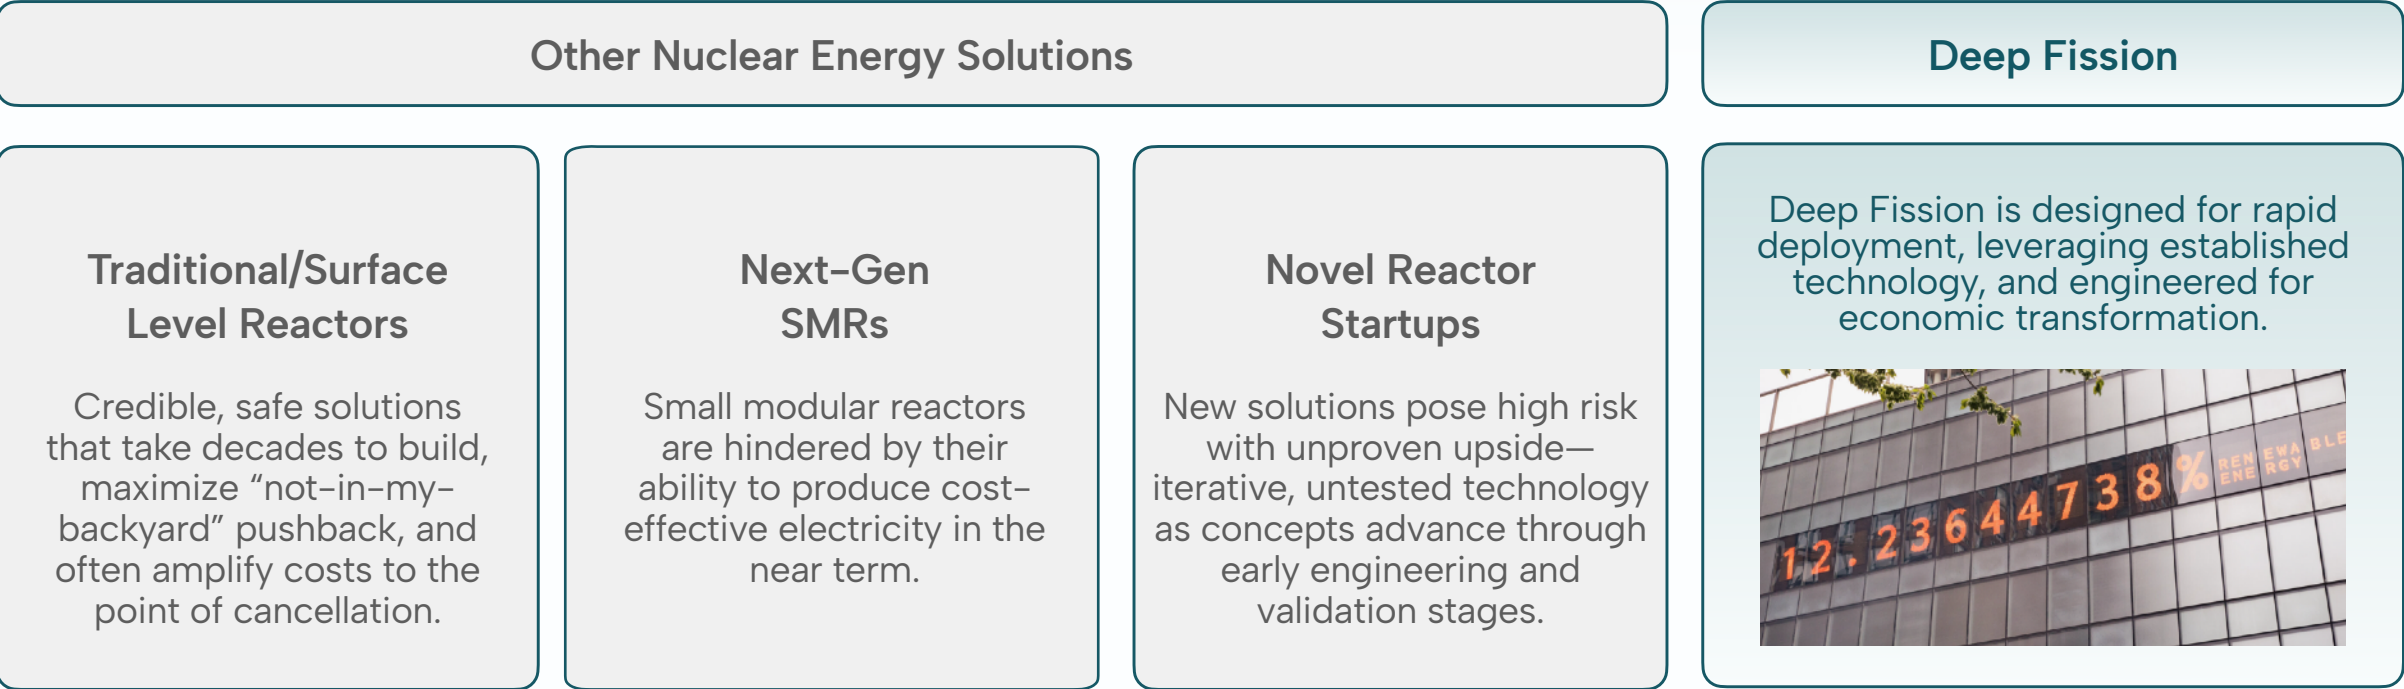 Other Nuclear Energy Solutions
Deep Fission
Traditional/Surface
Level Reactors
Credible, safe solutions
that take decades to build,
maximize “not-in-my-
backyard” pushback, and
often amplify costs to the
point of cancellation.
Next-Gen
SMRs
Small modular reactors
are hindered by their
ability to produce cost-
effective electricity in the
near term.
Novel Reactor
Startups
New solutions pose high risk
with unproven upside—
iterative, untested technology
as concepts advance through
early engineering and
validation stages.
Deep Fission is designed for rapid
deployment, leveraging established
technology, and engineered for
economic transformation.
12.23644738%
RENEWABLE
ENERGY